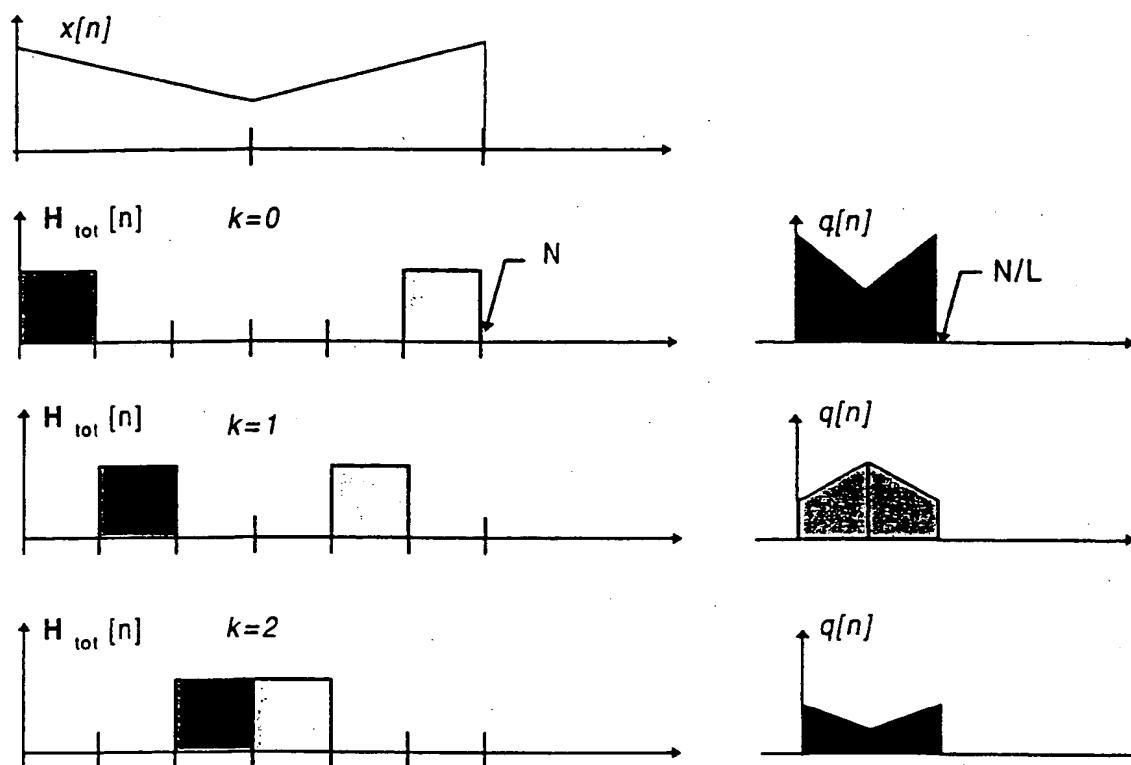 x[n]
H tot [n] k=0
N
q[n]
N/L
H tot [n] k=1
q[n]
H tot [n] k=2
q[n]